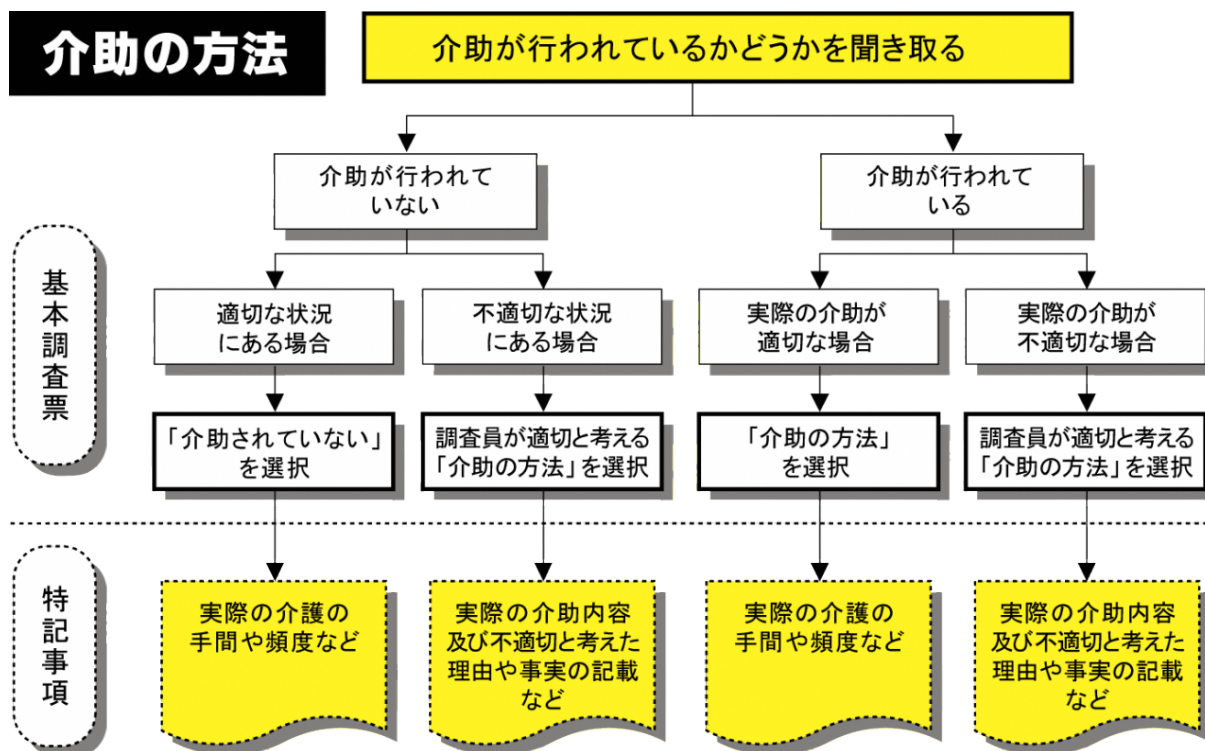 介助の方法
介助が行われているかどうかを聞き取る
介助が行われて
いない
介助が行われて
いる
基本調査票
適切な状況
にある場合
不適切な状況
にある場合
実際の介助が
適切な場合
実際の介助が
不適切な場合
「介助されていない」
を選択
調査員が適切と考える
「介助の方法」を選択
「介助の方法」
を選択
調査員が適切と考える
「介助の方法」を選択
特記事項
実際の介護の
手間や頻度など
実際の介助内容
及び不適切と考えた
理由や事実の記載
など
実際の介護の
手間や頻度など
実際の介助内容
及び不適切と考えた
理由や事実の記載
など